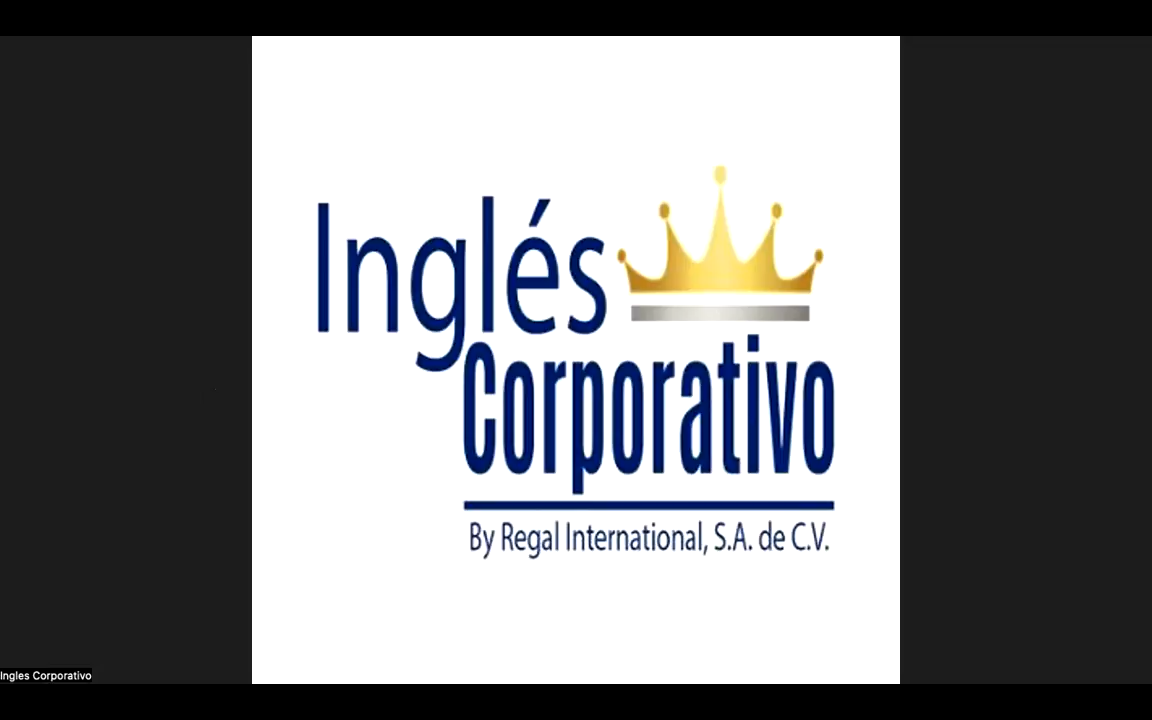 Inglés
Corporativo
By Regal International, S.A. de C.V.
Ingles Corporativo